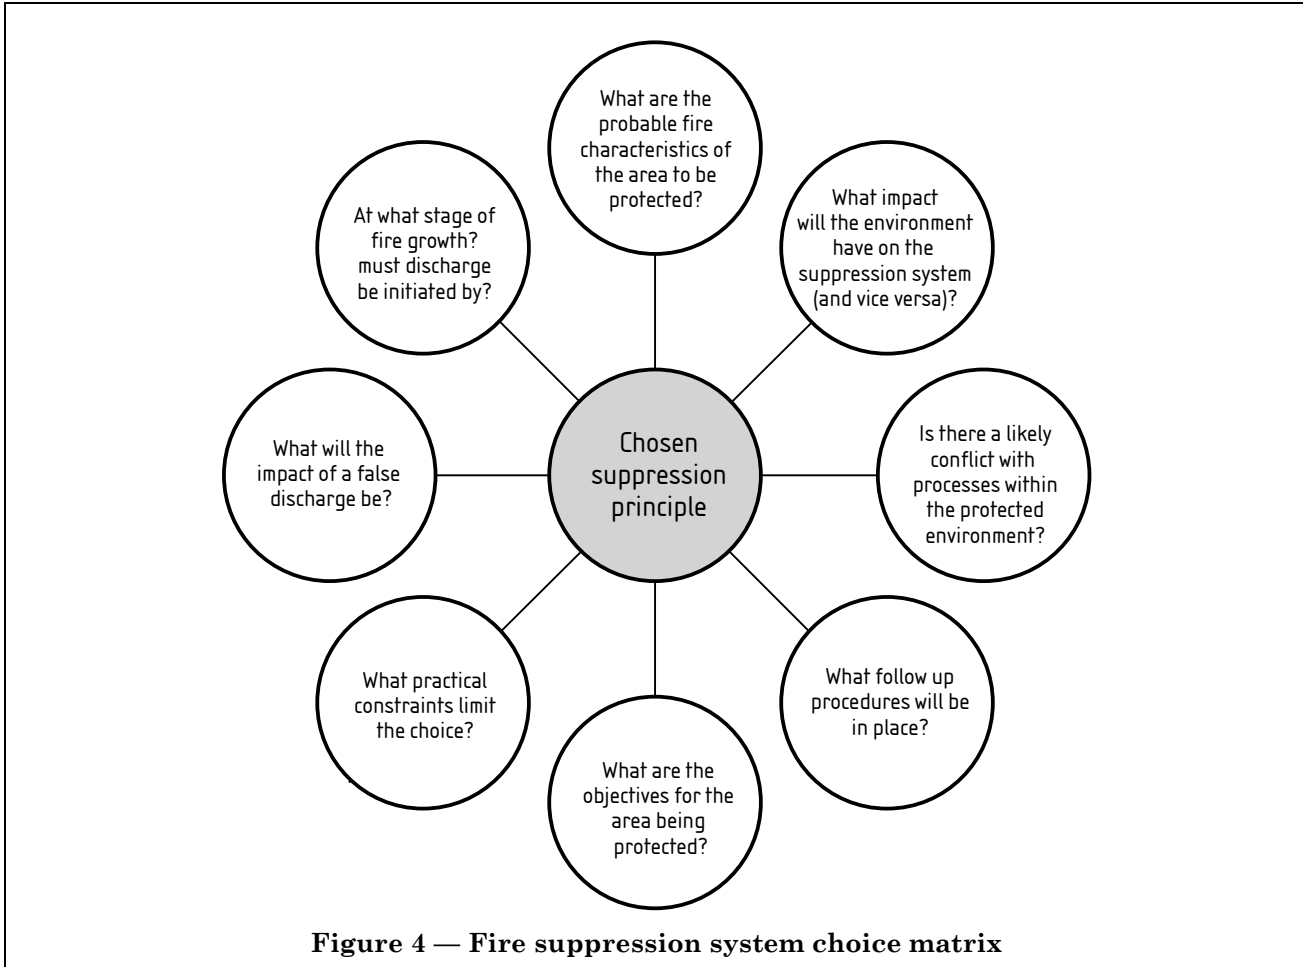 What are the
probable fire
characteristics of
the area to be
protected?
What impact
will the environment
have on the
suppression system
(and vice versa)?
Is there a likely
conflict with
processes within
the protected
environment?
What follow up
procedures will be
in place?
What are the
objectives for the
area being
protected?
What practical
constraints limit
the choice?
What will the
impact of a false
discharge be?
At what stage of
fire growth?
must discharge
be initiated by?
Chosen
suppression
principle
Figure 4 — Fire suppression system choice matrix